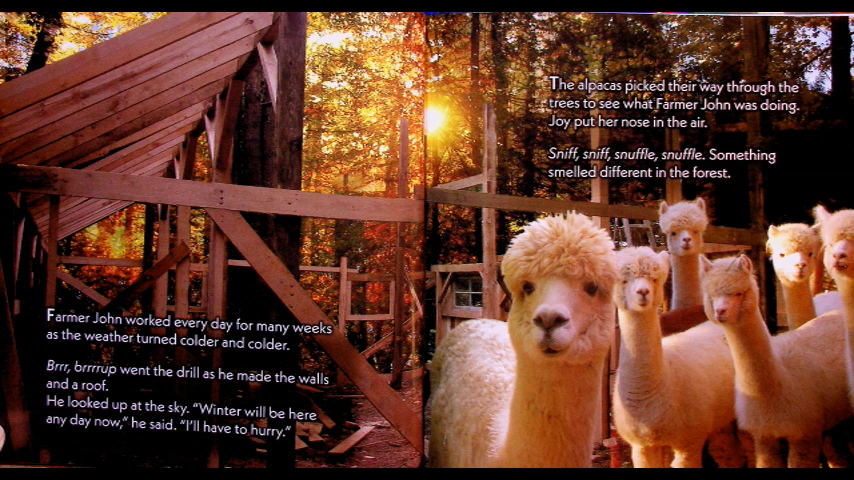 Farmer John worked every day for many weeks
as the weather turned colder and colder.
Brrr, brrrrup went the drill as he made the walls
and a roof.
He looked up at the sky. “Winter will be here
any day now,” he said. “I’ll have to hurry.”
The alpacas picked their way through the
trees to see what Farmer John was doing.
Joy put her nose in the air.
Sniff, sniff, snuffle, snuffle. Something
smelled different in the forest.